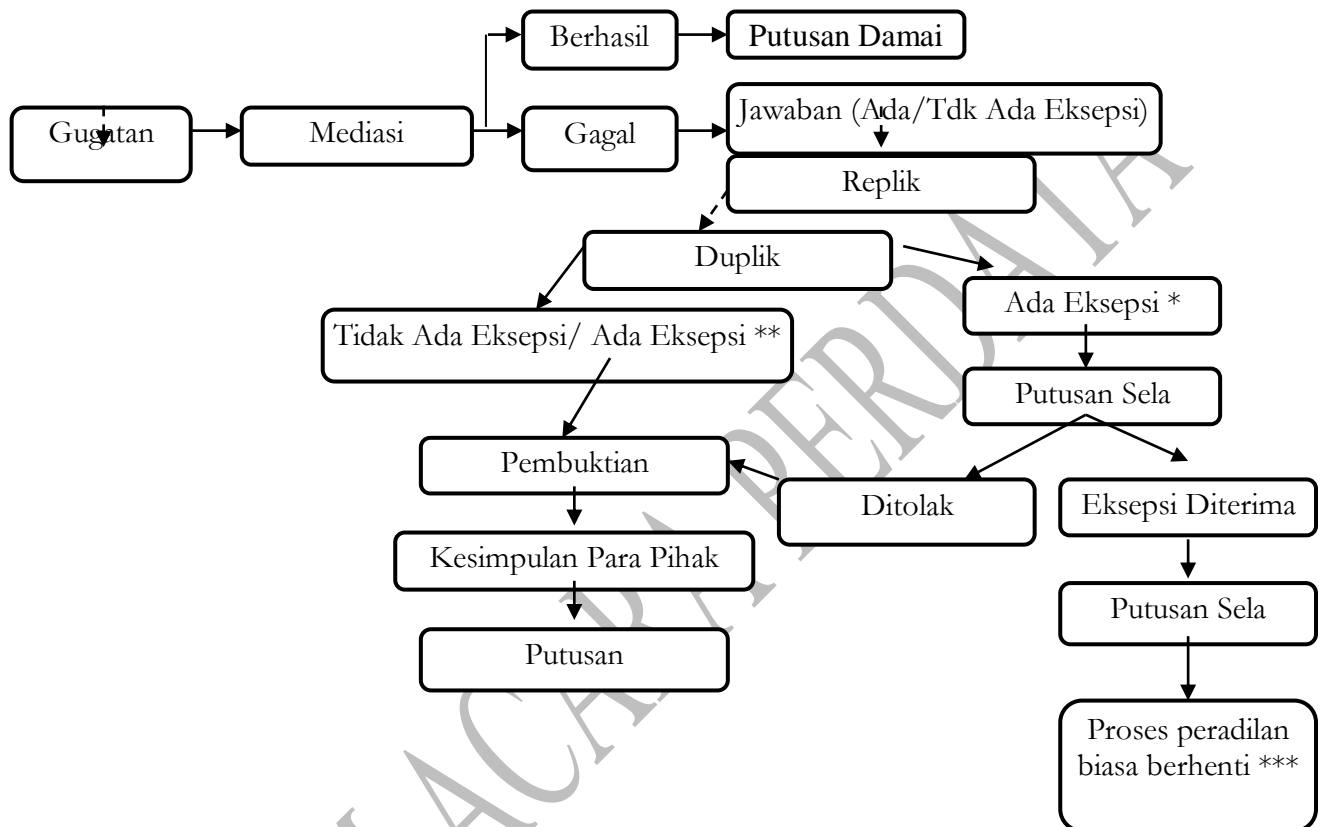 Berhasil
Putusan Damai
Gugatan
Mediasi
Gagal
Jawaban (Ada/Tdk Ada Eksepsi)
Replik
Duplik
Ada Eksepsi *
Tidak Ada Eksepsi/ Ada Eksepsi **
Putusan Sela
Pembuktian
Ditolak
Eksepsi Diterima
Kesimpulan Para Pihak
Putusan Sela
Putusan
Proses peradilan
biasa berhenti ***
ACARA PERDATA